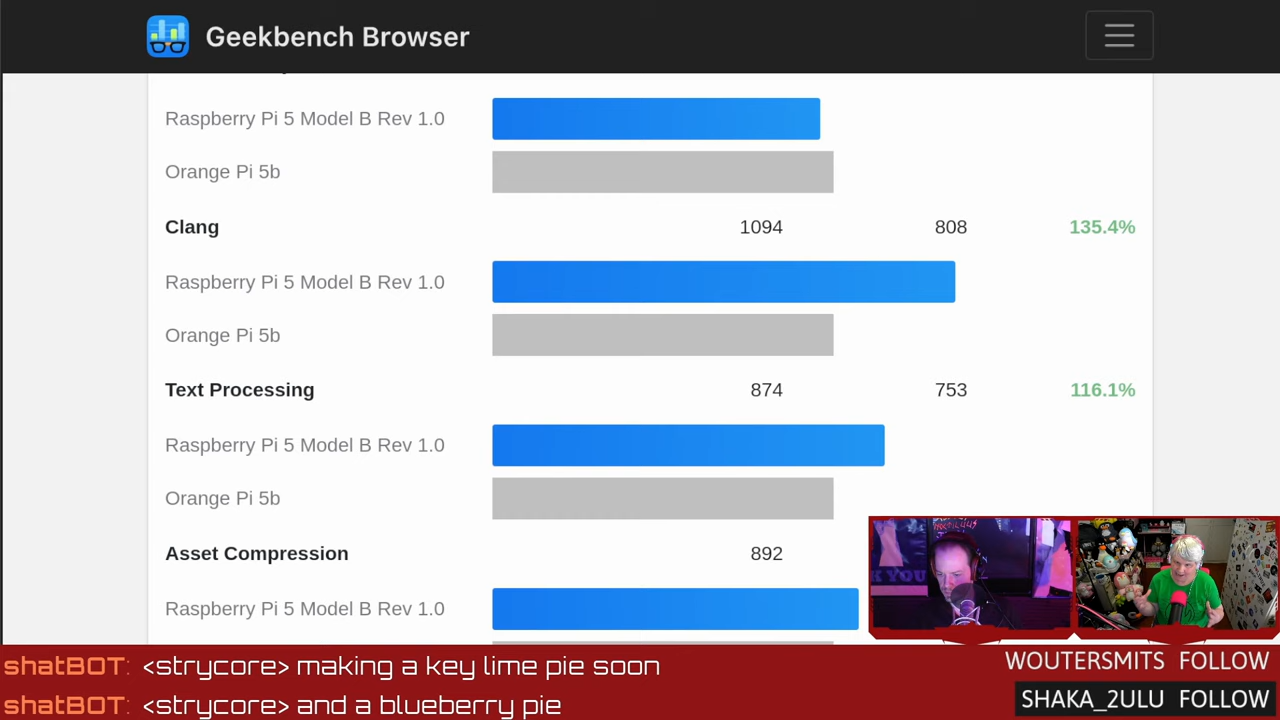 Geekbench Browser
Raspberry Pi 5 Model B Rev 1.0
Orange Pi 5b
Clang 1094 808 135.4%
Raspberry Pi 5 Model B Rev 1.0
Orange Pi 5b
Text Processing 874 753 116.1%
Raspberry Pi 5 Model B Rev 1.0
Orange Pi 5b
Asset Compression 892
Raspberry Pi 5 Model B Rev 1.0
shatBOT: <strycore> making a key lime pie soon
shatBOT: <strycore> and a blueberry pie
WOUTERSMITS FOLLOW
SHAKA_2ULU FOLLOW